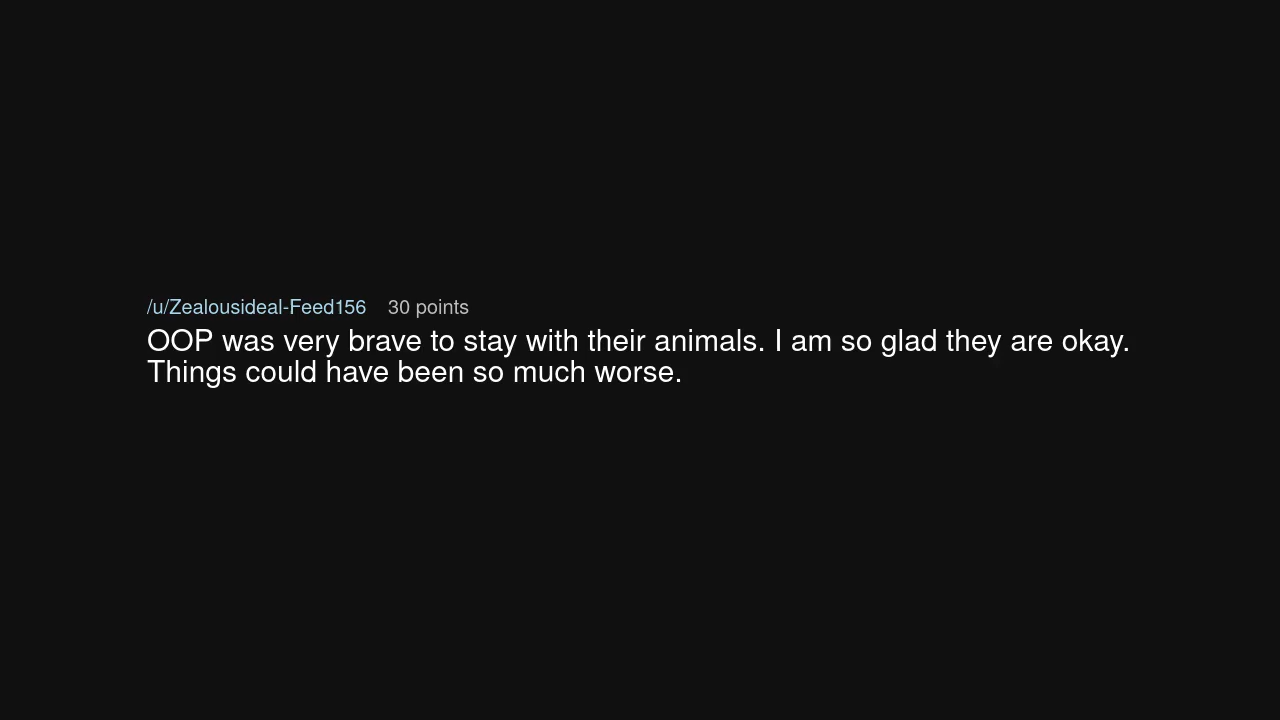 /u/Zealousideal-Feed156 30 points
OOP was very brave to stay with their animals. I am so glad they are okay.
Things could have been so much worse.